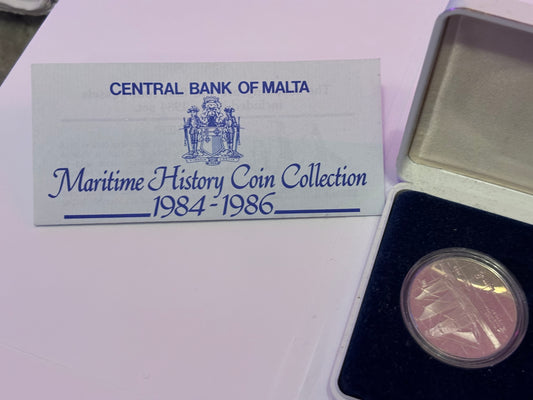 CENTRAL BANK OF MALTA
Maritime History Coin Collection
1984-1986